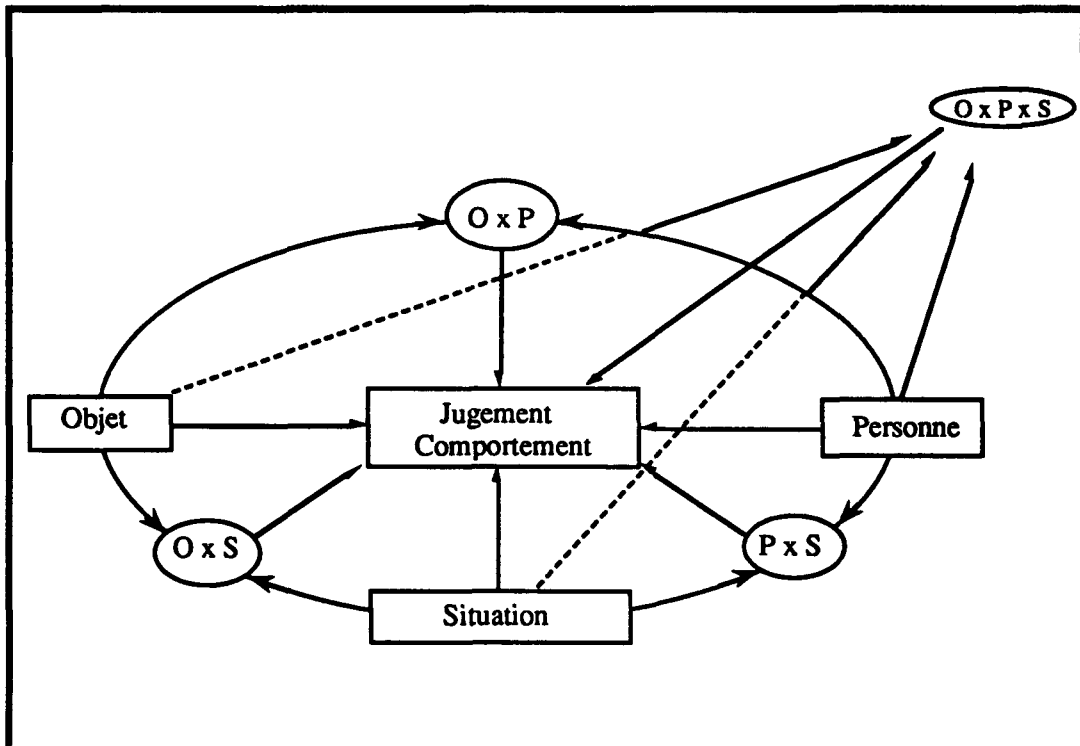 O x P x S
O x P
Objet
Jugement
Comportement
Personne
O x S
P x S
Situation